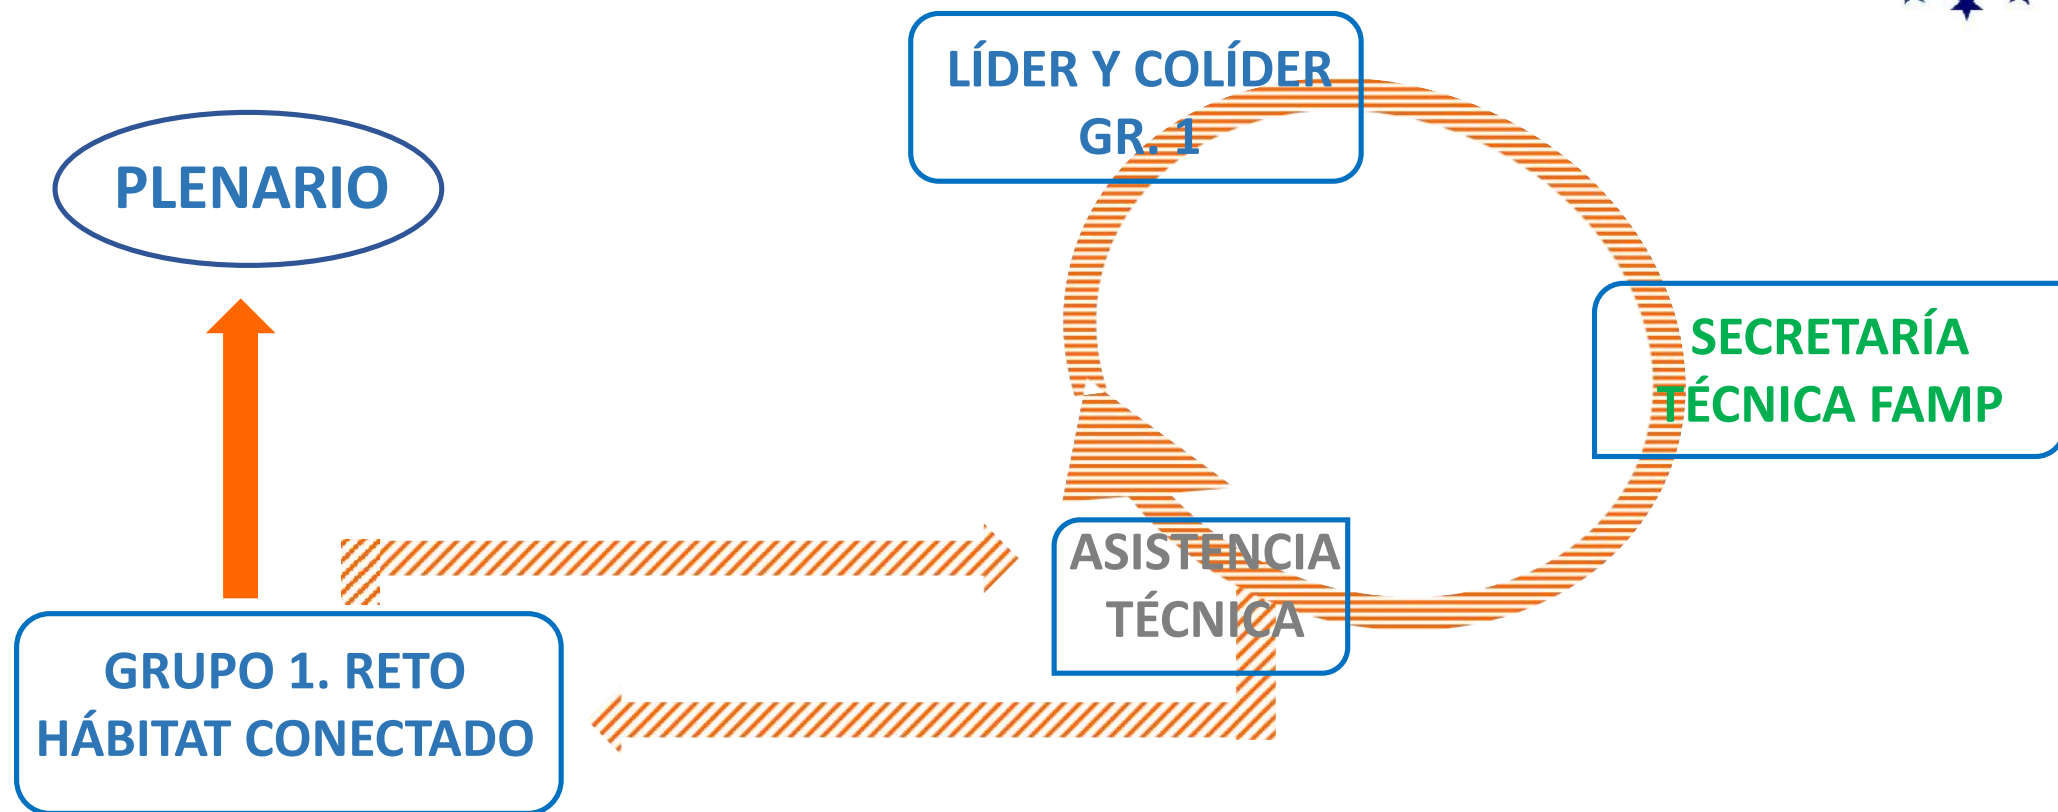 LÍDER Y COLÍDER
GR. 1
PLENARIO
SECRETARÍA
TÉCNICA FAMP
ASISTENCIA
TÉCNICA
GRUPO 1. RETO
HÁBITAT CONECTADO